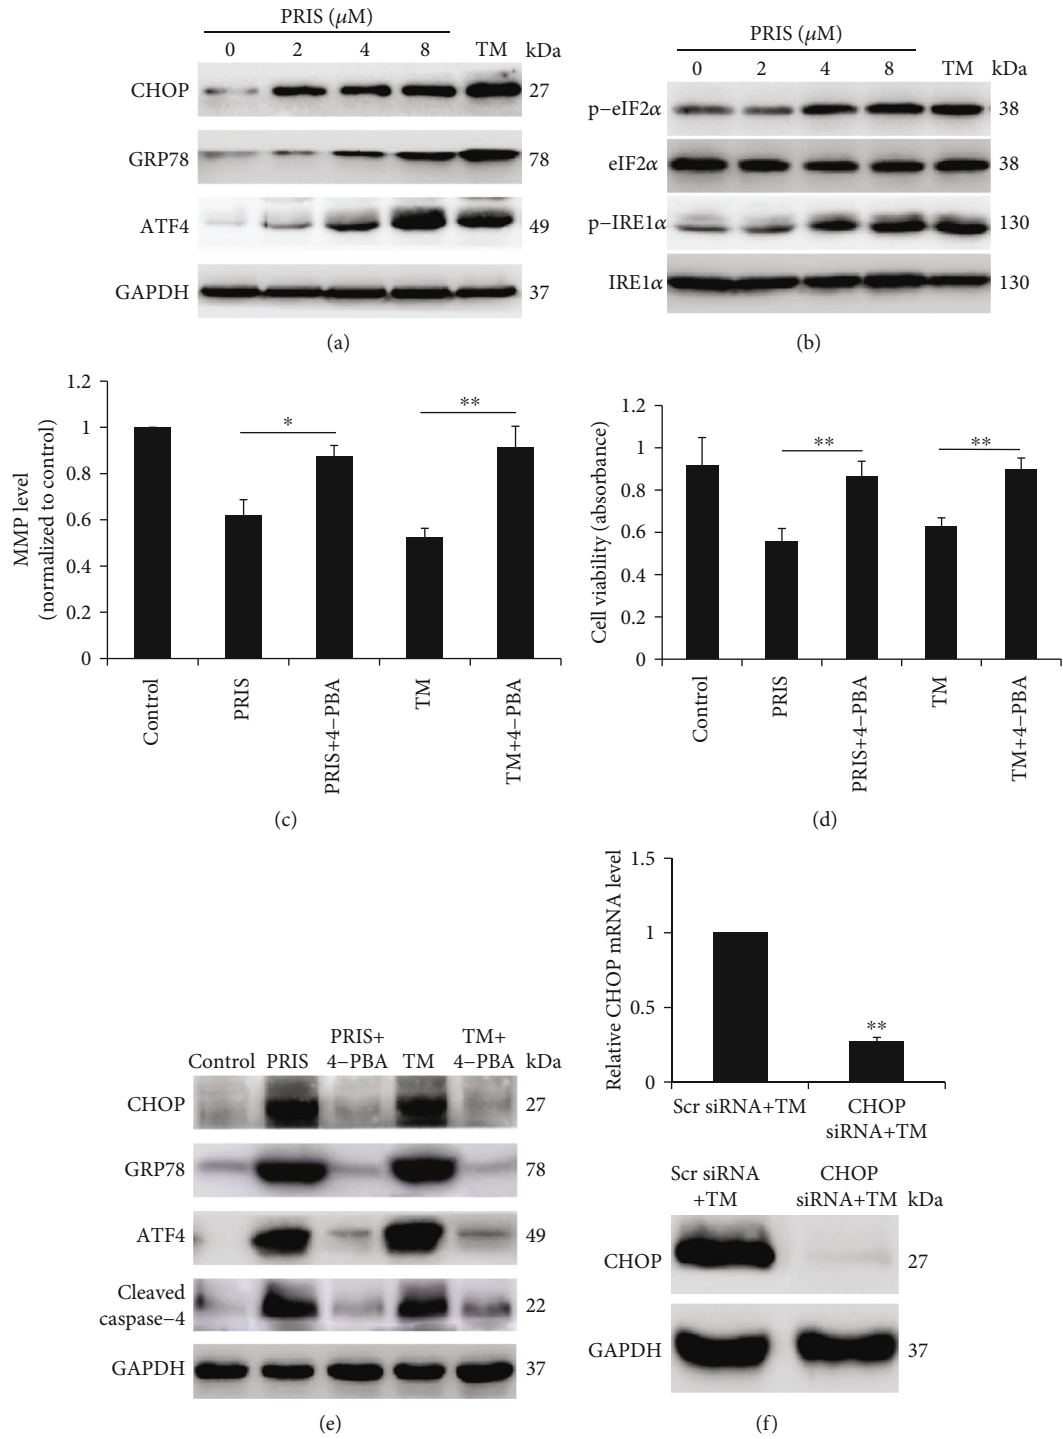 PRIS (μM)
0 2 4 8 TM kDa
CHOP 27
GRP78 78
ATF4 49
GAPDH 37
(a)
PRIS (μM)
0 2 4 8 TM kDa
p−eIF2α 38
eIF2α 38
p−IRE1α 130
IRE1α 130
(b)
MMP level
(normalized to control)
1.2
1
0.8
0.6
0.4
0.2
0
*
**
Control
PRIS
PRIS+4−PBA
TM
TM+4−PBA
(c)
Cell viability (absorbance)
1.2
1
0.8
0.6
0.4
0.2
0
**
**
Control
PRIS
PRIS+4−PBA
TM
TM+4−PBA
(d)
Control PRIS PRIS+ 4−PBA TM TM+ 4−PBA kDa
CHOP 27
GRP78 78
ATF4 49
Cleaved
caspase−4 22
GAPDH 37
(e)
Relative CHOP mRNA level
1.5
1
0.5
0
**
Scr siRNA+TM
CHOP
siRNA+TM
Scr siRNA
+TM
CHOP
siRNA+TM
kDa
CHOP 27
GAPDH 37
(f)